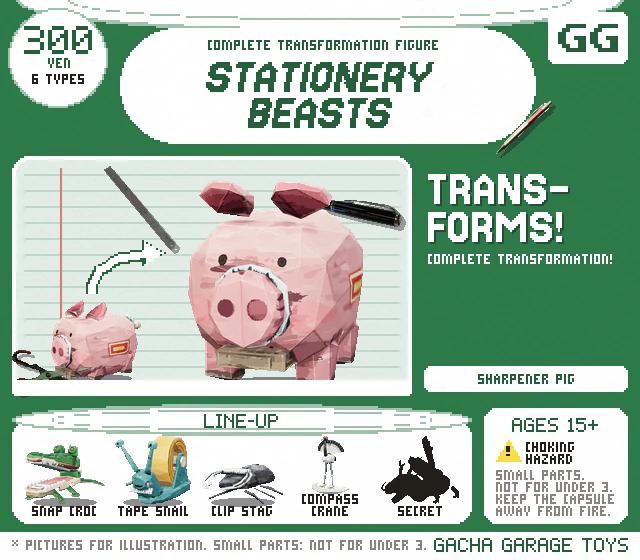 300
YEN
6 TYPES
COMPLETE TRANSFORMATION FIGURE
STATIONERY
BEASTS
GG
TRANS-
FORMS!
COMPLETE TRANSFORMATION!
SHARPENER PIG
LINE-UP
SNAP CROC
TAPE SNAIL
CLIP STAG
COMPASS
CRANE
SECRET
AGES 15+
CHOKING
HAZARD
SMALL PARTS.
NOT FOR UNDER 3.
KEEP THE CAPSULE
AWAY FROM FIRE.
* PICTURES FOR ILLUSTRATION. SMALL PARTS: NOT FOR UNDER 3.
GACHA GARAGE TOYS